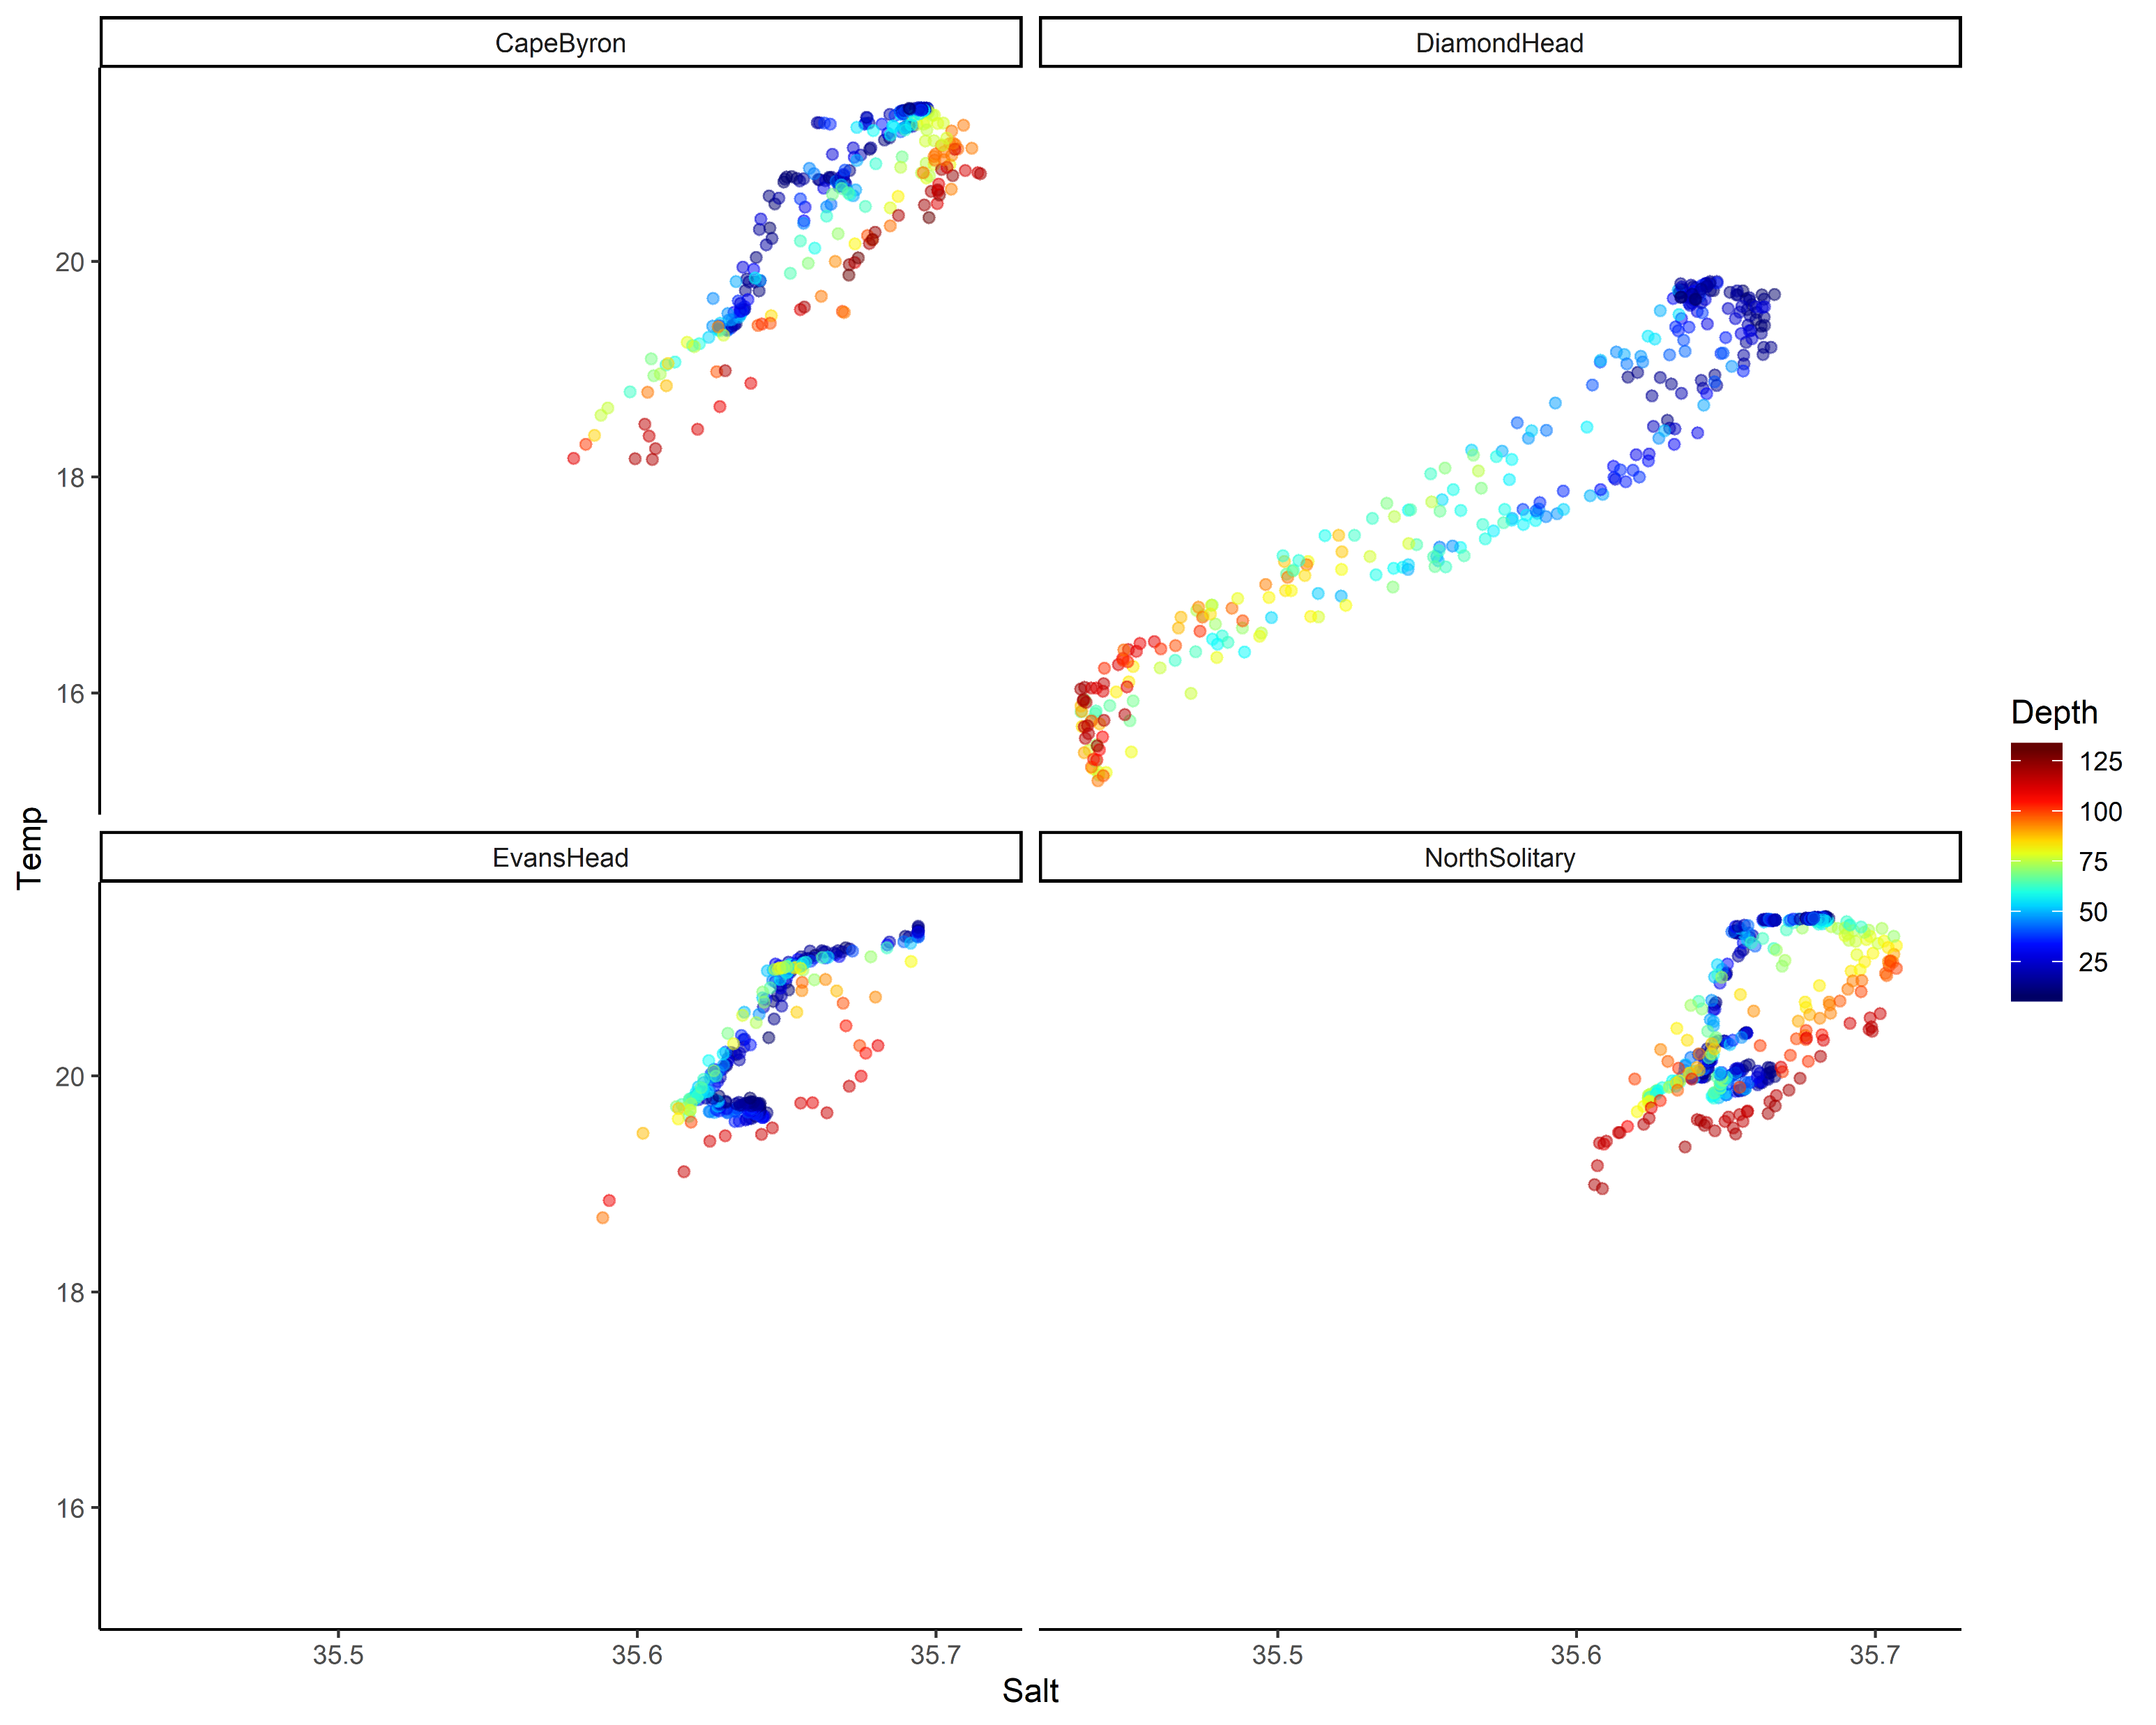 CapeByron
DiamondHead
20
18
16
Temp
Depth
125
100
75
50
25
EvansHead
NorthSolitary
20
18
16
35.5
35.6
35.7
35.5
35.6
35.7
Salt